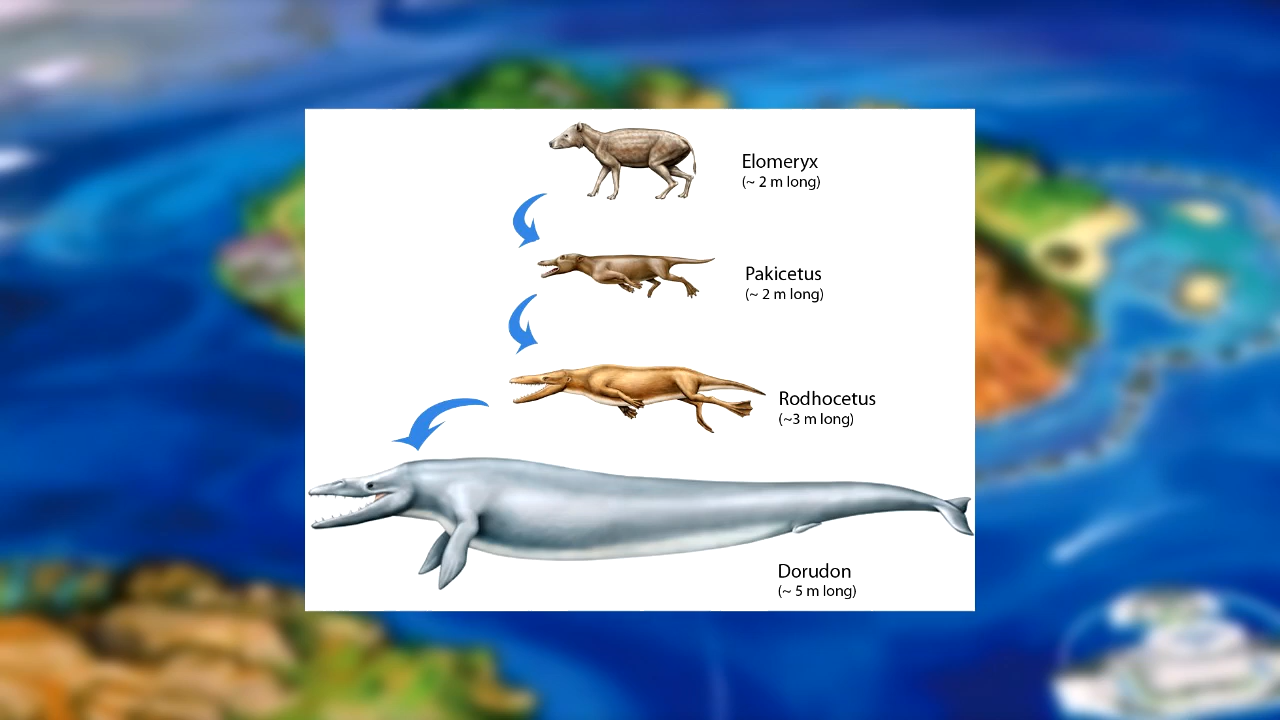 Elomeryx
(~ 2 m long)
Pakicetus
(~ 2 m long)
Rodhocetus
(~3 m long)
Dorudon
(~ 5 m long)